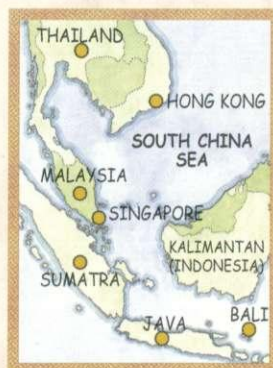 THAILAND
HONG KONG
SOUTH CHINA
SEA
MALAYSIA
SINGAPORE
KALIMANTAN
(INDONESIA)
SUMATRA
BALI
JAVA